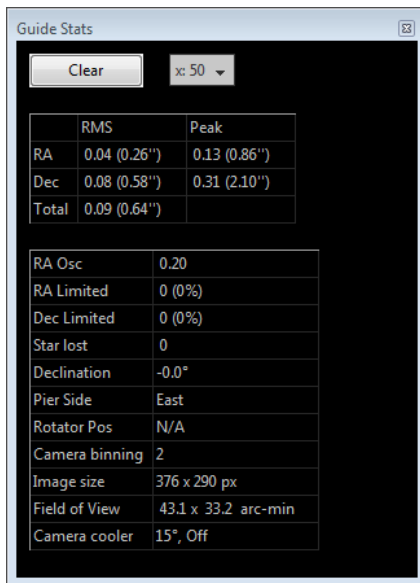 Guide Stats
Clear x: 50
RMS Peak
RA 0.04 (0.26'') 0.13 (0.86'')
Dec 0.08 (0.58'') 0.31 (2.10'')
Total 0.09 (0.64'')
RA Osc 0.20
RA Limited 0 (0%)
Dec Limited 0 (0%)
Star lost 0
Declination -0.0°
Pier Side East
Rotator Pos N/A
Camera binning 2
Image size 376 x 290 px
Field of View 43.1 x 33.2 arc-min
Camera cooler 15°, Off